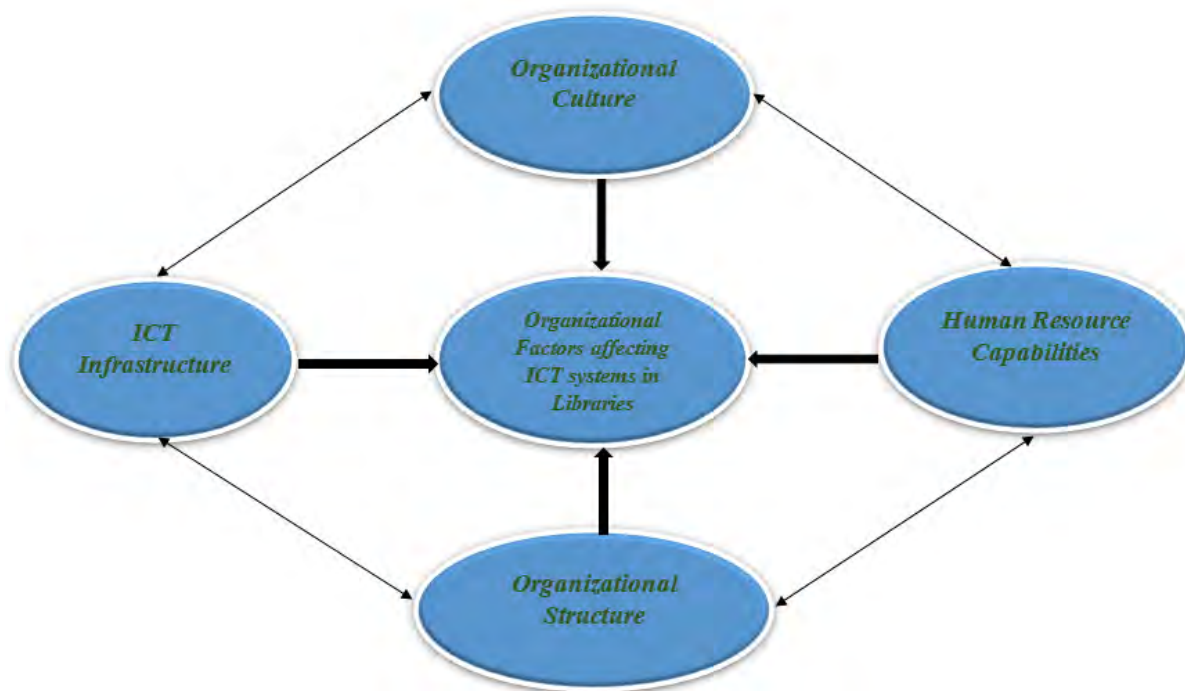 Organizational
Culture
ICT
Infrastructure
Organizational
Factors affecting
ICT systems in
Libraries
Human Resource
Capabilities
Organizational
Structure